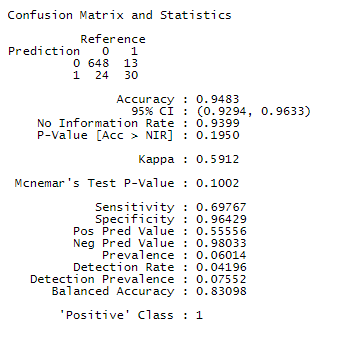 Confusion Matrix and Statistics
Reference
Prediction 0 1
0 648 13
1 24 30
Accuracy : 0.9483
95% CI : (0.9294, 0.9633)
No Information Rate : 0.9399
P-Value [Acc > NIR] : 0.1950
Kappa : 0.5912
Mcnemar's Test P-Value : 0.1002
Sensitivity : 0.69767
Specificity : 0.96429
Pos Pred Value : 0.55556
Neg Pred Value : 0.98033
Prevalence : 0.06014
Detection Rate : 0.04196
Detection Prevalence : 0.07552
Balanced Accuracy : 0.83098
'Positive' Class : 1